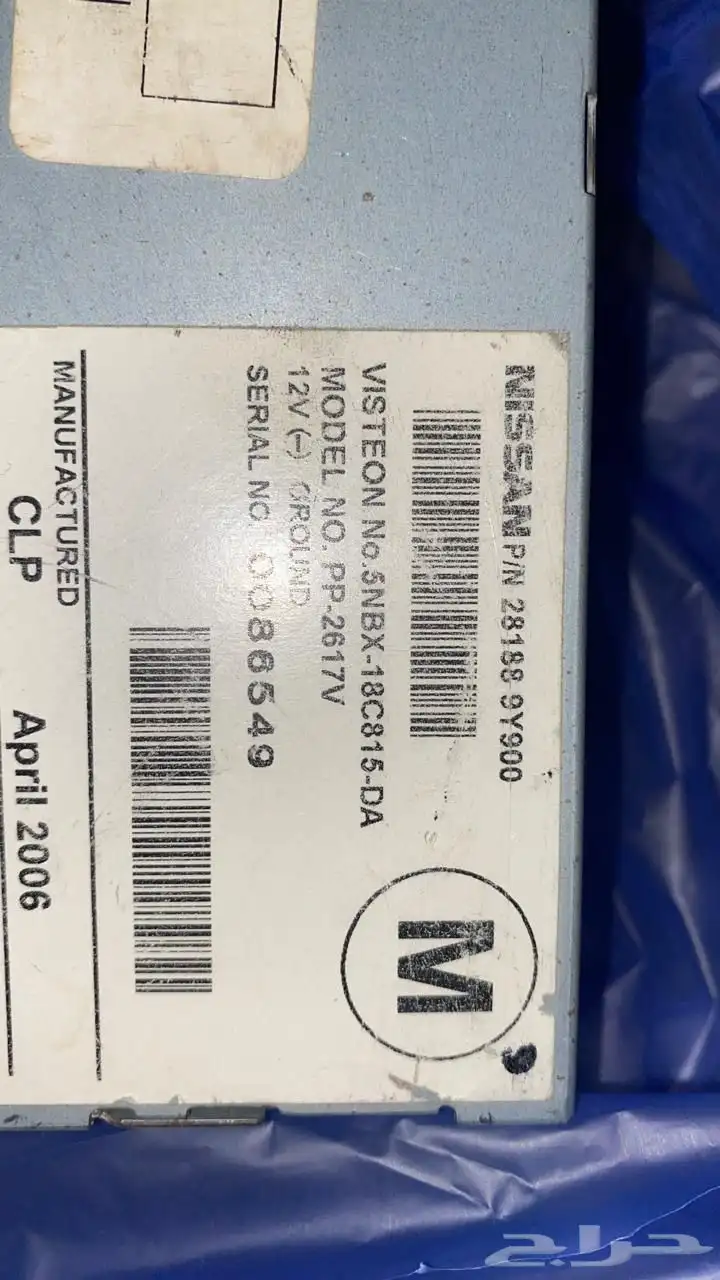 NISSAN P/N 28188 9Y900
VISTEON No.5NBX-18C815-DA
MODEL NO. PP-2617V
12V (–) GROUND
SERIAL NO. 0086549
M
MANUFACTURED
CLP April 2006
حراج